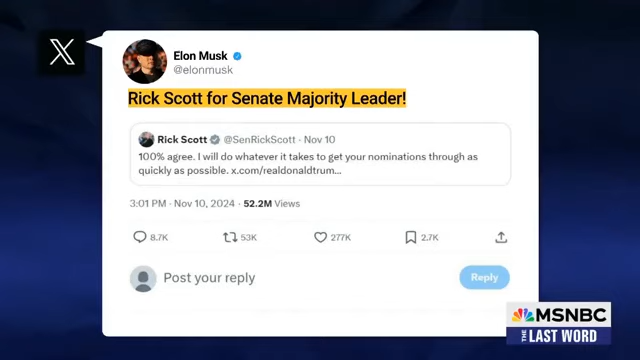 X
Elon Musk
@elonmusk
Rick Scott for Senate Majority Leader!
Rick Scott @SenRickScott · Nov 10
100% agree. I will do whatever it takes to get your nominations through as
quickly as possible. x.com/realdonaldtrum...
3:01 PM · Nov 10, 2024 · 52.2M Views
8.7K 53K 277K 2.7K
Post your reply
Reply
MSNBC
THE LAST WORD